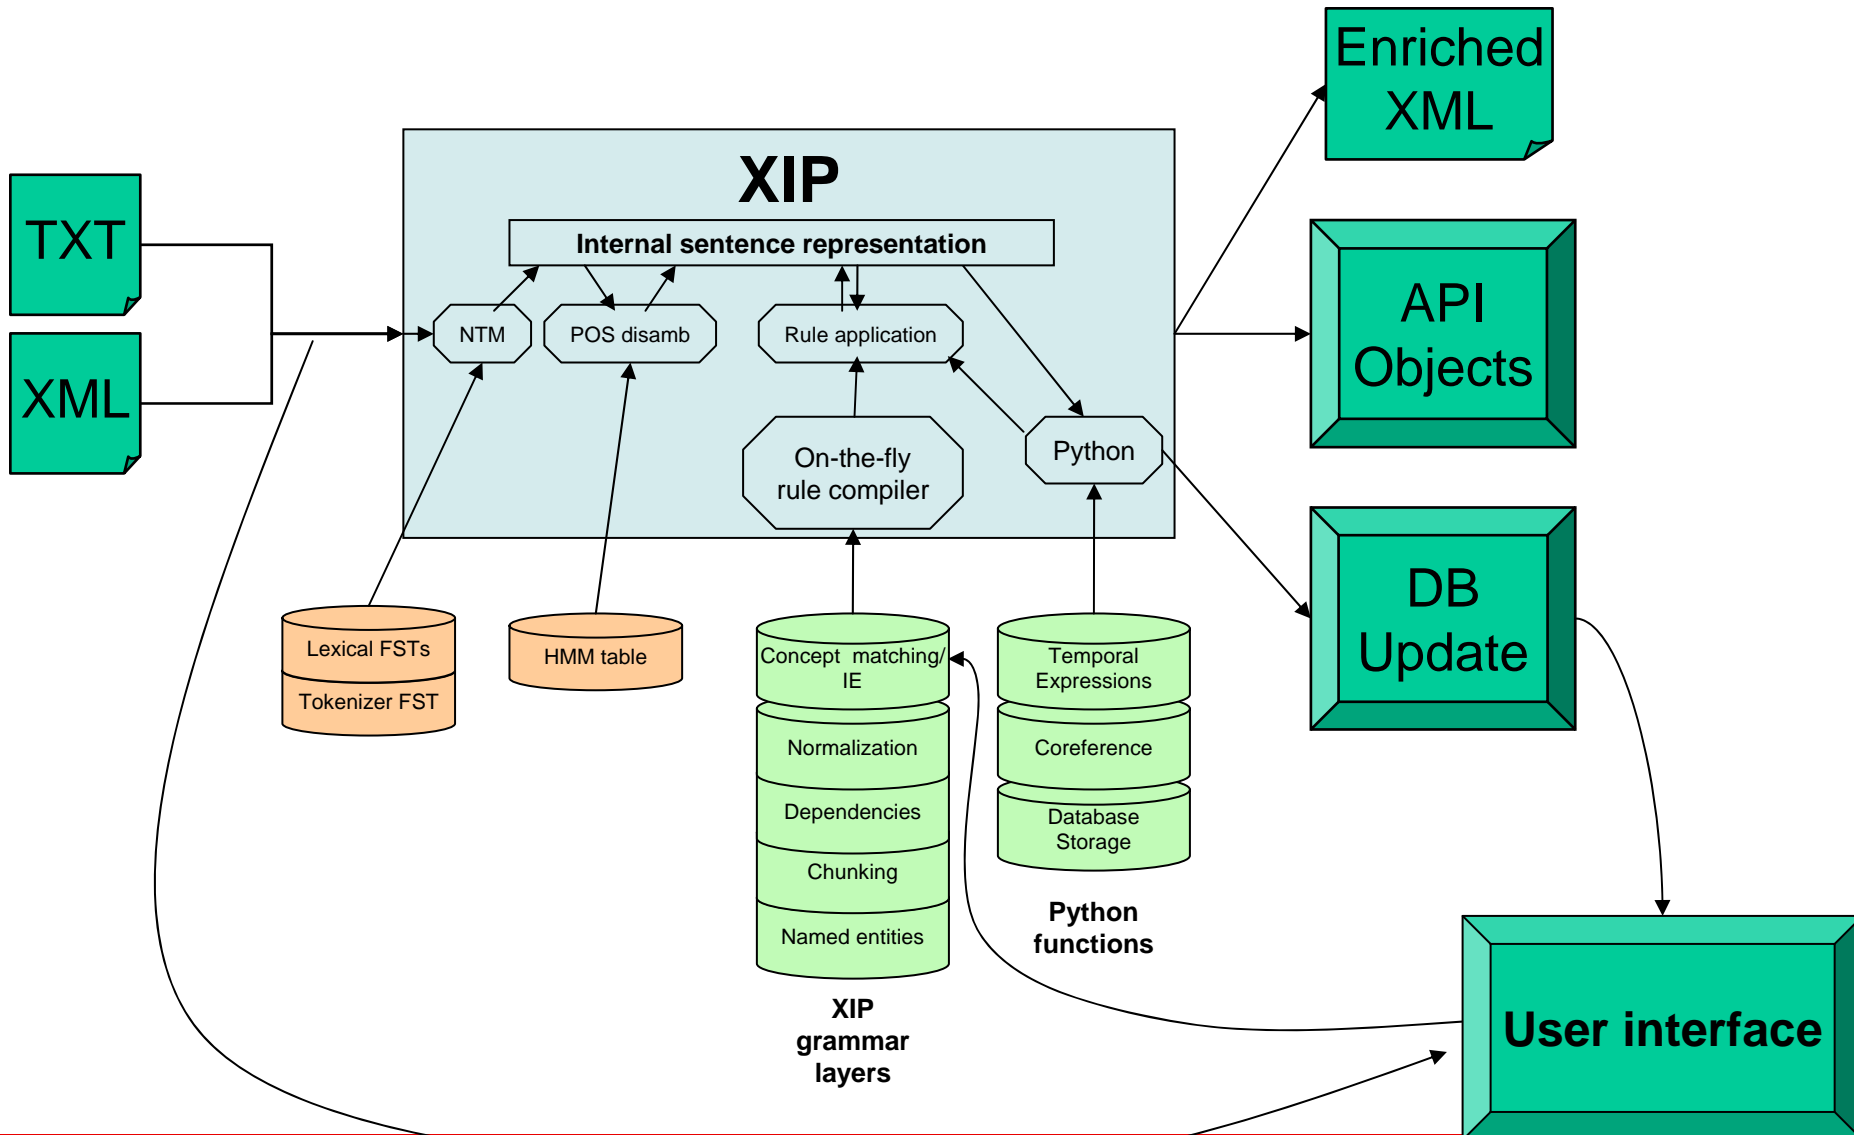 Enriched
XML
XIP
TXT
Internal sentence representation
API
Objects
NTM
POS disamb
Rule application
XML
On-the-fly
rule compiler
Python
DB
Update
Lexical FSTs
Tokenizer FST
HMM table
Concept matching/
IE
Normalization
Dependencies
Chunking
Named entities
Temporal
Expressions
Coreference
Database
Storage
Python
functions
XIP
grammar
layers
User interface